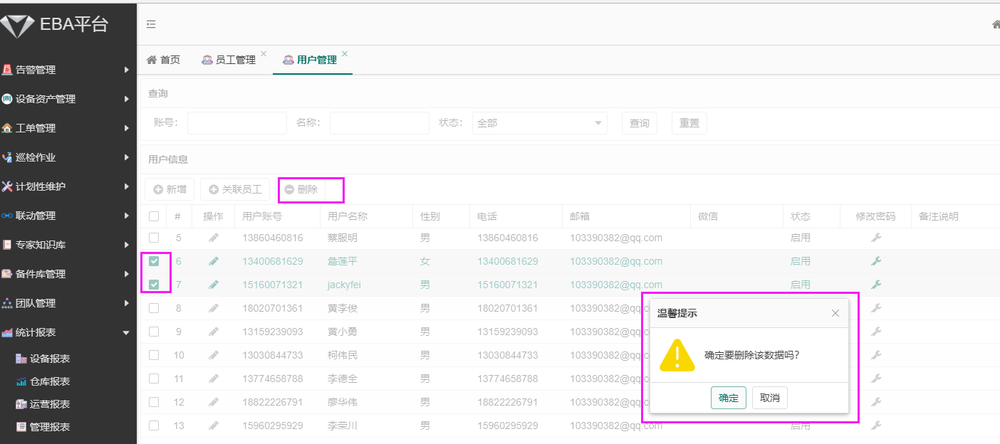 EBA平台
告警管理
设备资产管理
工单管理
巡检作业
计划性维护
联动管理
专家知识库
备件库管理
团队管理
统计报表
设备报表
仓库报表
运营报表
管理报表
首页 员工管理 用户管理
查询
账号: 名称: 状态: 全部 查询 重置
用户信息
新增 关联员工 删除
# 操作 用户账号 用户名称 性别 电话 邮箱 微信 状态 修改密码 备注说明
5 13860460816 蔡服明 男 13860460816 103390382@qq.com 启用
6 13400681629 詹莲平 女 13400681629 103390382@qq.com 启用
7 15160071321 jackyfei 男 15160071321 103390382@qq.com 启用
8 18020701361 黄李俊 男 18020701361 103390382@qq.co
9 13159239093 黄小勇 男 13159239093 103390382@qq.co
10 13030844733 柯伟民 男 13030844733 103390382@qq.co
11 13774658788 李德全 男 13774658788 103390382@qq.co
12 18822226791 廖华伟 男 18822226791 103390382@qq.co
13 15960295929 李荣川 男 15960295929 103390382@qq.com 启用
温馨提示
确定要删除该数据吗?
确定 取消